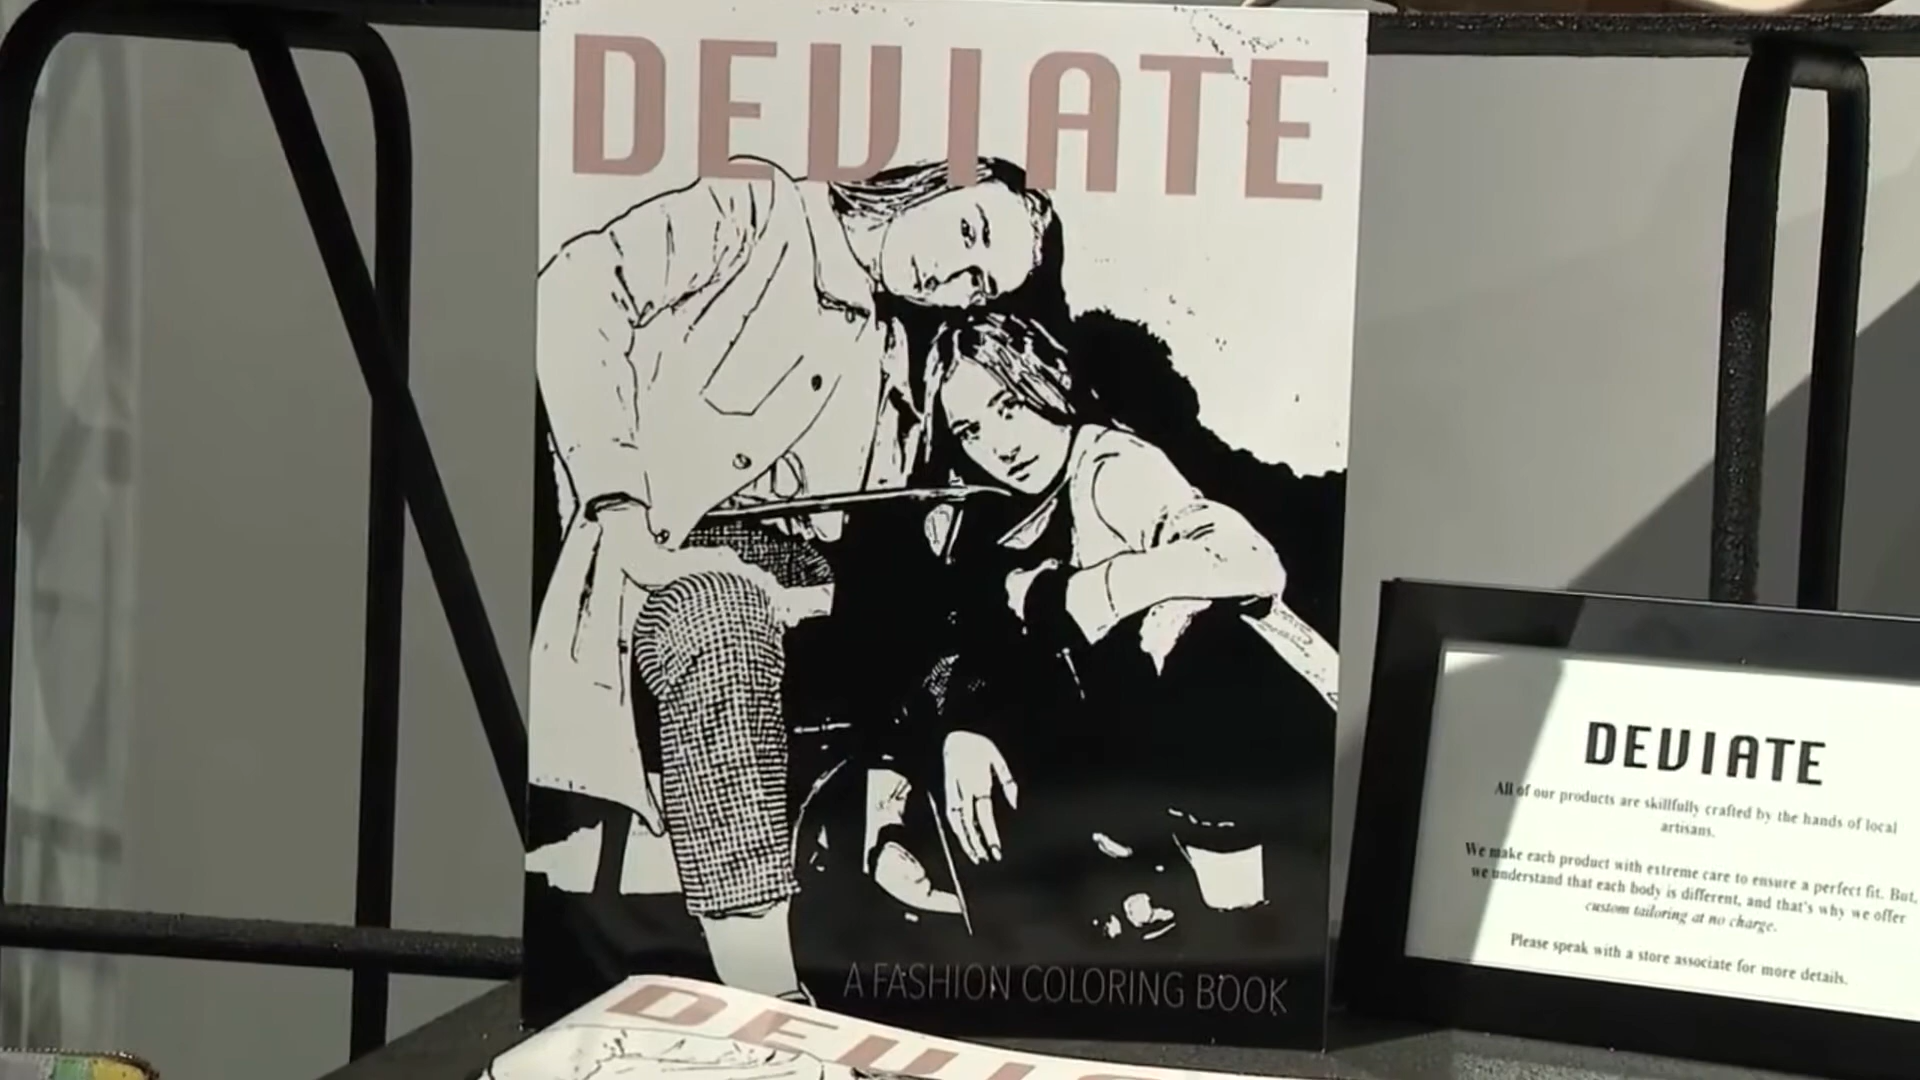 DEVIATE
A FASHION COLORING BOOK
DEVIATE
DEVIATE
All of our products are skillfully crafted by the hands of local
artisans.
We make each product with extreme care to ensure a perfect fit. But,
we understand that each body is different, and that's why we offer
custom tailoring at no charge.
Please speak with a store associate for more details.